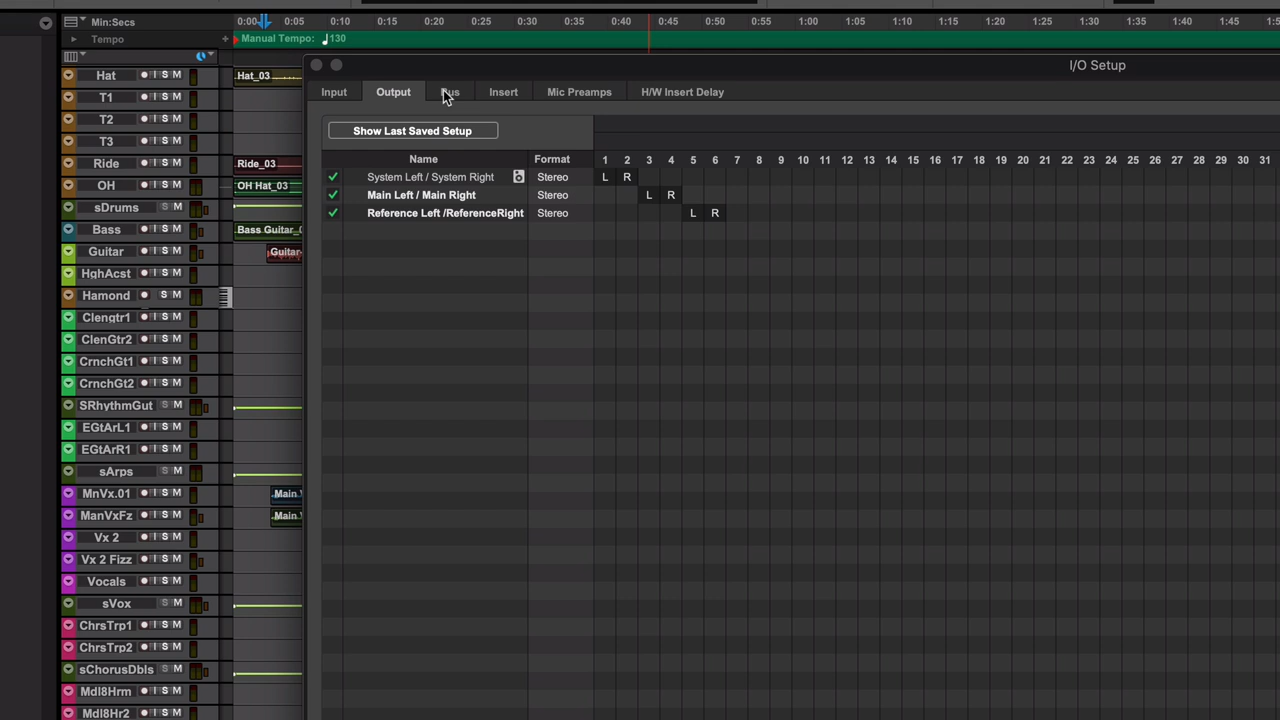 Min:Secs
0:00 0:05 0:10 0:15 0:20 0:25 0:30 0:35 0:40 0:45 0:50 0:55 1:00 1:05 1:10 1:15 1:20 1:25 1:30 1:35 1:40 1:45 1:50
Tempo + Manual Tempo: 130
I/O Setup
Input Output Bus Insert Mic Preamps H/W Insert Delay
Show Last Saved Setup
Name Format 1 2 3 4 5 6 7 8 9 10 11 12 13 14 15 16 17 18 19 20 21 22 23 24 25 26 27 28 29 30 31
System Left / System Right Stereo L R
Main Left / Main Right Stereo L R
Reference Left /ReferenceRight Stereo L R
Hat I S M Hat_03
T1 I S M
T2 I S M
T3 I S M
Ride I S M Ride_03
OH I S M OH Hat_03
sDrums I S M
Bass I S M Bass Guitar_
Guitar I S M Guitar
HghAcst I S M
Hamond S M
Clengtr1 I S M
ClenGtr2 I S M
CrnchGt1 I S M
CrnchGt2 I S M
SRhythmGut S M
EGtArL1 I S M
EGtArR1 I S M
sArps S M
MnVx.01 I S M Main
ManVxFz I S M Main
Vx 2 I S M
Vx 2 Fizz I S M
Vocals I S M
sVox S M
ChrsTrp1 I S M
ChrsTrp2 I S M
sChorusDbls S M
Mdl8Hrm I S M
Mdl8Hr2 I S M